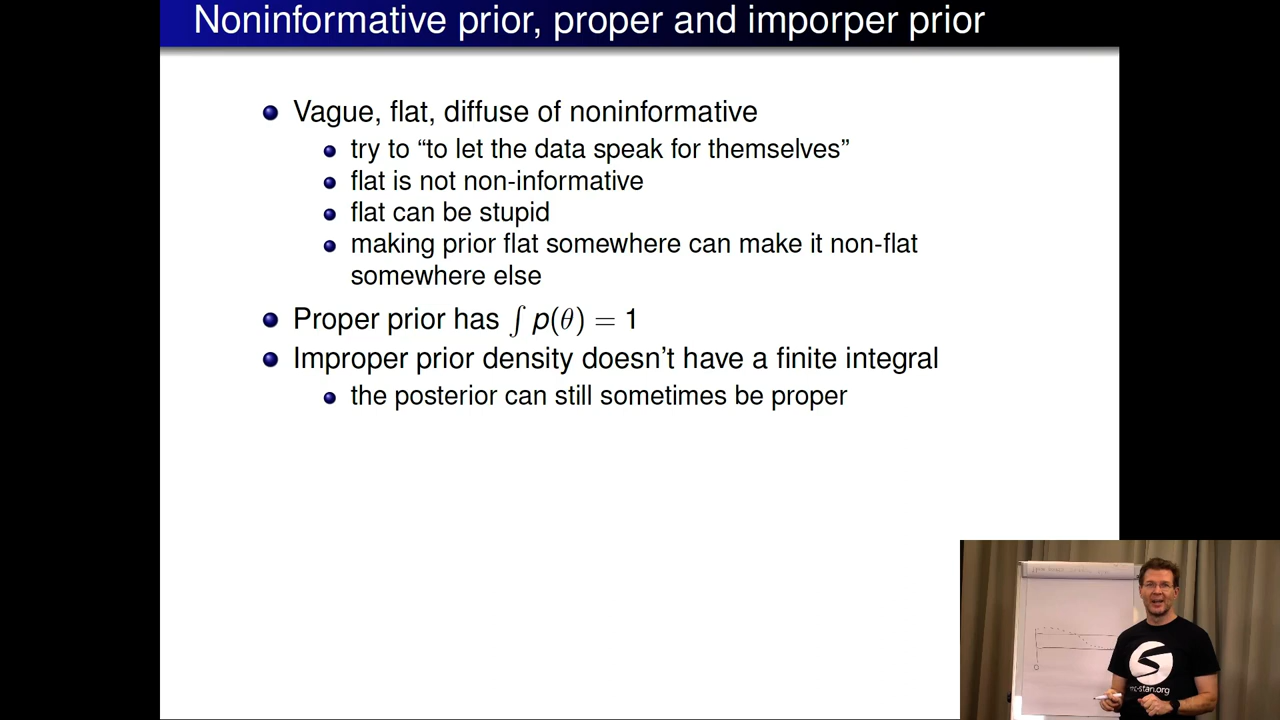 Noninformative prior, proper and imporper prior
Vague, flat, diffuse of noninformative
try to “to let the data speak for themselves”
flat is not non-informative
flat can be stupid
making prior flat somewhere can make it non-flat
somewhere else
Proper prior has ∫ p(θ) = 1
Improper prior density doesn’t have a finite integral
the posterior can still sometimes be proper
mc-stan.org